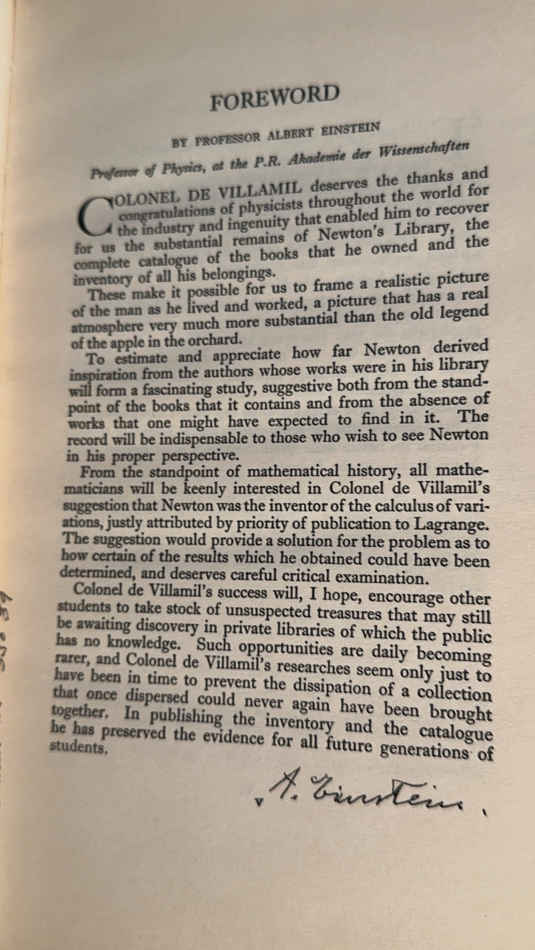 FOREWORD
BY PROFESSOR ALBERT EINSTEIN
Professor of Physics, at the P.R. Akademie der Wissenschaften
COLONEL DE VILLAMIL deserves the thanks and
congratulations of physicists throughout the world for
the industry and ingenuity that enabled him to recover
for us the substantial remains of Newton's Library, the
complete catalogue of the books that he owned and the
inventory of all his belongings.
These make it possible for us to frame a realistic picture
of the man as he lived and worked, a picture that has a real
atmosphere very much more substantial than the old legend
of the apple in the orchard.
To estimate and appreciate how far Newton derived
inspiration from the authors whose works were in his library
will form a fascinating study, suggestive both from the stand-
point of the books that it contains and from the absence of
works that one might have expected to find in it. The
record will be indispensable to those who wish to see Newton
in his proper perspective.
From the standpoint of mathematical history, all mathe-
maticians will be keenly interested in Colonel de Villamil's
suggestion that Newton was the inventor of the calculus of vari-
ations, justly attributed by priority of publication to Lagrange.
The suggestion would provide a solution for the problem as to
how certain of the results which he obtained could have been
determined, and deserves careful critical examination.
Colonel de Villamil's success will, I hope, encourage other
students to take stock of unsuspected treasures that may still
be awaiting discovery in private libraries of which the public
has no knowledge. Such opportunities are daily becoming
rarer, and Colonel de Villamil's researches seem only just to
have been in time to prevent the dissipation of a collection
that once dispersed could never again have been brought
together. In publishing the inventory and the catalogue
he has preserved the evidence for all future generations of
students.
A. Einstein.